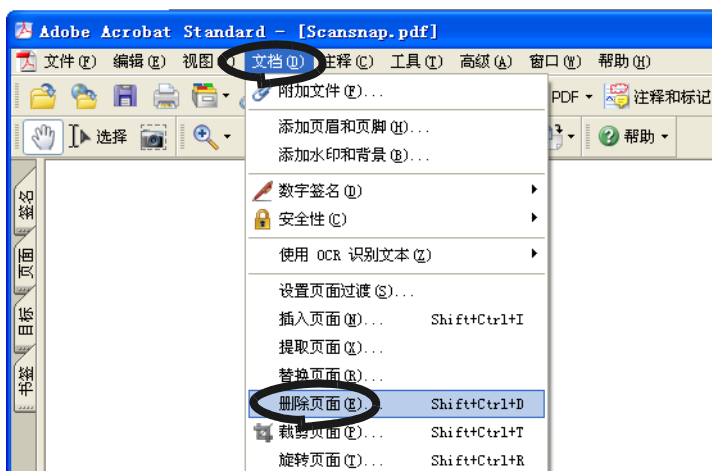 Adobe Acrobat Standard - [Scansnap.pdf]
文件(F) 编辑(E) 视图 文档(D) 注释(C) 工具(T) 高级(A) 窗口(W) 帮助(H)
附加文件(F)...
PDF 注释和标记
添加页眉和页脚(H)...
选择
帮助
添加水印和背景(B)...
数字签名(D)
安全性(C)
使用 OCR 识别文本(Z)
设置页面过渡(S)...
插入页面(N)... Shift+Ctrl+I
提取页面(X)...
替换页面(R)...
删除页面(E)... Shift+Ctrl+D
裁剪页面(P)... Shift+Ctrl+T
旋转页面(T)... Shift+Ctrl+R
签名
页面
目标
书签